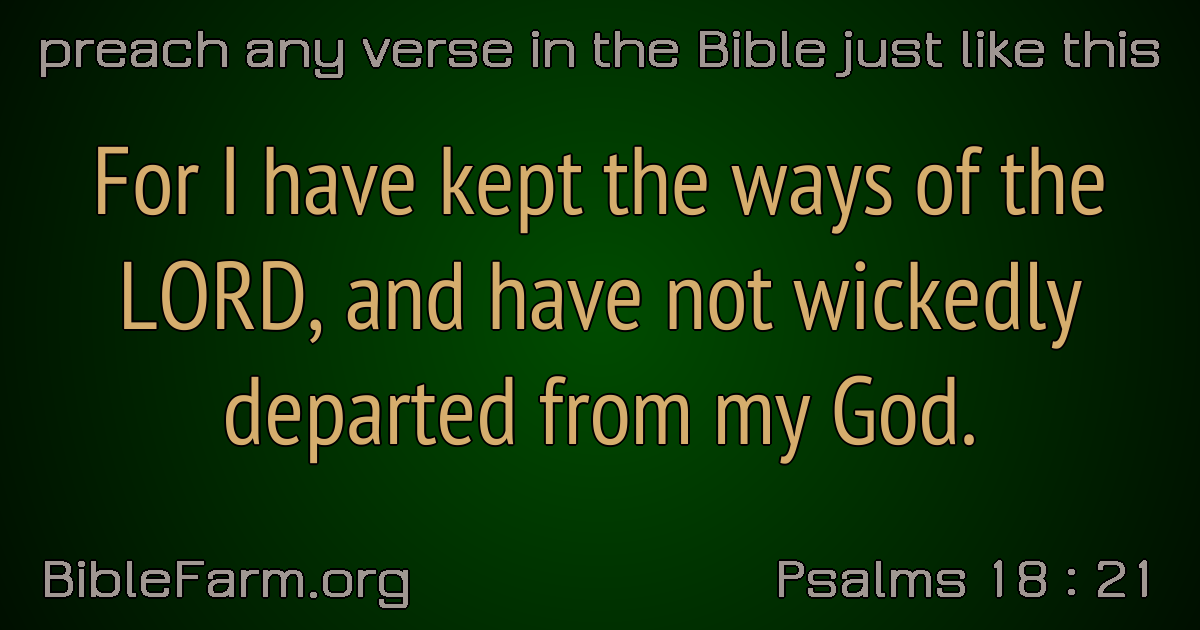 preach any verse in the Bible just like this
For I have kept the ways of the
LORD, and have not wickedly
departed from my God.
BibleFarm.org
Psalms 18 : 21